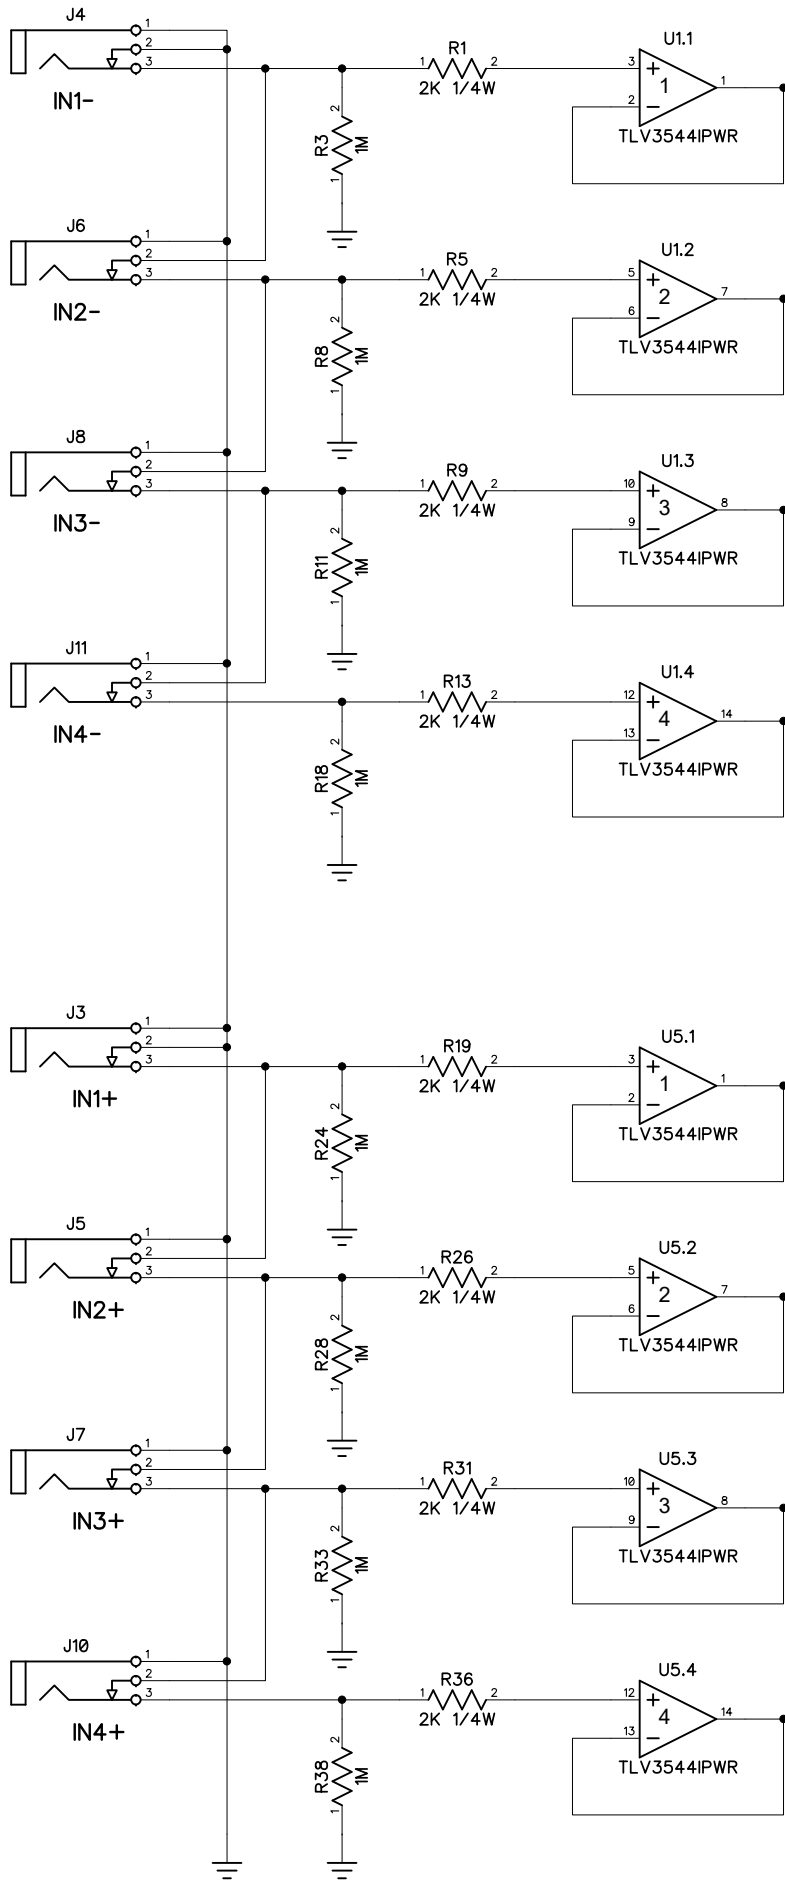 J4
1
2
3
IN1-
R1
1 2
2K 1/4W
2
R3
1M
1
U1.1
3 + 1 1
2 −
TLV3544IPWR
J6
1
2
3
IN2-
R5
1 2
2K 1/4W
2
R8
1M
1
U1.2
5 + 2 7
6 −
TLV3544IPWR
J8
1
2
3
IN3-
R9
1 2
2K 1/4W
2
R11
1M
1
U1.3
10 + 3 8
9 −
TLV3544IPWR
J11
1
2
3
IN4-
R13
1 2
2K 1/4W
2
R18
1M
1
U1.4
12 + 4 14
13 −
TLV3544IPWR
J3
1
2
3
IN1+
R19
1 2
2K 1/4W
2
R24
1M
1
U5.1
3 + 1 1
2 −
TLV3544IPWR
J5
1
2
3
IN2+
R26
1 2
2K 1/4W
2
R28
1M
1
U5.2
5 + 2 7
6 −
TLV3544IPWR
J7
1
2
3
IN3+
R31
1 2
2K 1/4W
2
R33
1M
1
U5.3
10 + 3 8
9 −
TLV3544IPWR
J10
1
2
3
IN4+
R36
1 2
2K 1/4W
2
R38
1M
1
U5.4
12 + 4 14
13 −
TLV3544IPWR